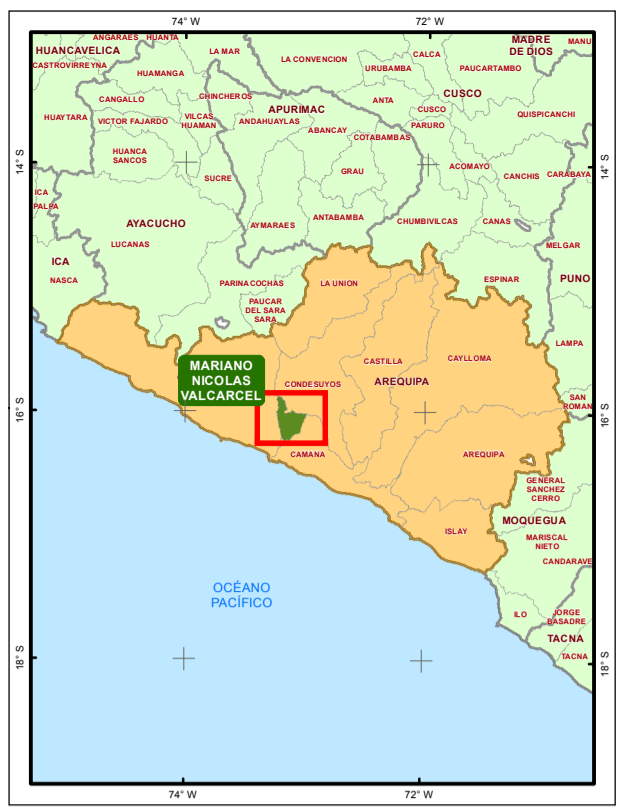 74° W
72° W
ANGARAES
HUANTA
HUANCAVELICA
CASTROVIRREYNA
LA MAR
LA CONVENCION
CALCA
MADRE
DE DIOS
MANU
URUBAMBA
PAUCARTAMBO
HUAMANGA
CANGALLO
CHINCHEROS
ANTA
CUSCO
CUSCO
QUISPICANCHI
HUAYTARA
VICTOR FAJARDO
VILCAS
HUAMAN
APURIMAC
ANDAHUAYLAS
ABANCAY
COTABAMBAS
PARURO
HUANCA
SANCOS
14° S
14° S
SUCRE
GRAU
ACOMAYO
CANCHIS
CARABAYA
ICA
PALPA
AYACUCHO
LUCANAS
AYMARAES
ANTABAMBA
CHUMBIVILCAS
CANAS
MELGAR
ICA
NASCA
PARINACOCHAS
LA UNION
ESPINAR
PUNO
PAUCAR
DEL SARA
SARA
LAMPA
MARIANO
NICOLAS
VALCARCEL
CONDESUYOS
CASTILLA
AREQUIPA
CAYLLOMA
SAN
ROMAN
16° S
16° S
CAMANA
AREQUIPA
GENERAL
SANCHEZ
CERRO
ISLAY
MOQUEGUA
MARISCAL
NIETO
CANDARAVE
OCÉANO
PACÍFICO
ILO
JORGE
BASADRE
TACNA
TACNA
18° S
18° S
74° W
72° W